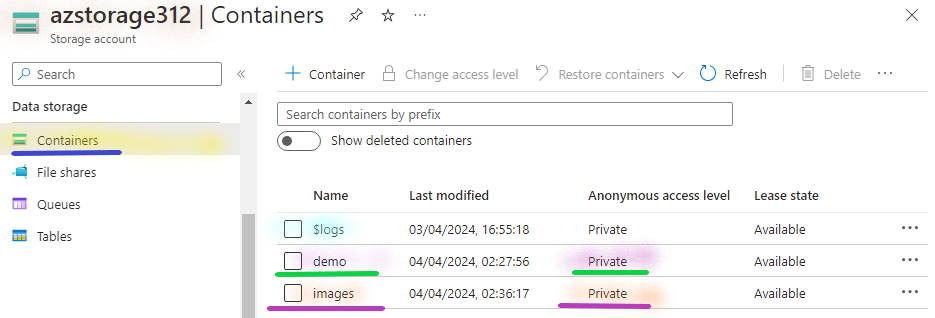 azstorage312 | Containers
Storage account
Search
Data storage
Containers
File shares
Queues
Tables
Container Change access level Restore containers Refresh Delete
Search containers by prefix
Show deleted containers
Name Last modified Anonymous access level Lease state
$logs 03/04/2024, 16:55:18 Private Available
demo 04/04/2024, 02:27:56 Private Available
images 04/04/2024, 02:36:17 Private Available